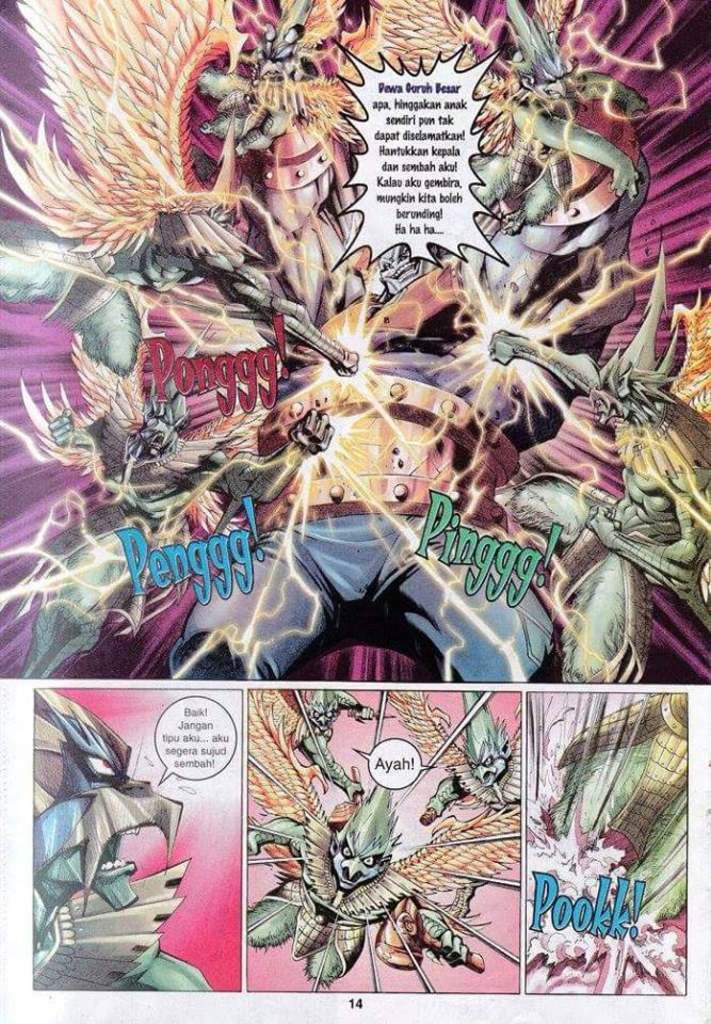 Dewa Guruh Besar
apa, hinggakan anak
sendiri pun tak
dapat diselamatkan!
Hantukkan kepala
dan sembah aku!
Kalau aku gembira,
mungkin kita boleh
berunding!
Ha ha ha....
Ponggg!
Penggg!
Pinggg!
Baik!
Jangan
tipu aku... aku
segera sujud
sembah!
Ayah!
Pookk!
14